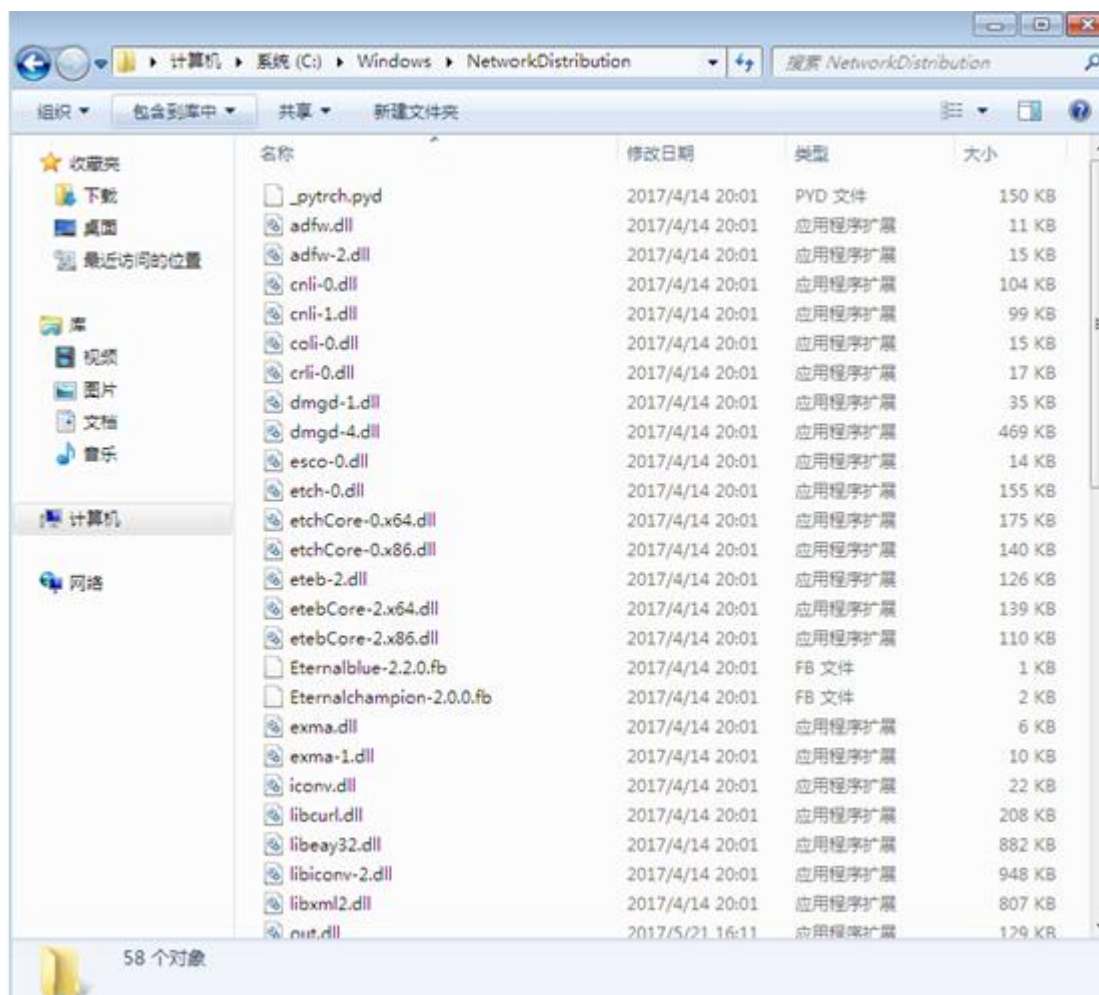 计算机 系统 (C:) Windows NetworkDistribution 搜索 NetworkDistribution
组织 包含到库中 共享 新建文件夹
收藏夹
下载
桌面
最近访问的位置
库
视频
图片
文档
音乐
计算机
网络
名称 修改日期 类型 大小
_pytrch.pyd 2017/4/14 20:01 PYD 文件 150 KB
adfw.dll 2017/4/14 20:01 应用程序扩展 11 KB
adfw-2.dll 2017/4/14 20:01 应用程序扩展 15 KB
cnli-0.dll 2017/4/14 20:01 应用程序扩展 104 KB
cnli-1.dll 2017/4/14 20:01 应用程序扩展 99 KB
coli-0.dll 2017/4/14 20:01 应用程序扩展 15 KB
crli-0.dll 2017/4/14 20:01 应用程序扩展 17 KB
dmgd-1.dll 2017/4/14 20:01 应用程序扩展 35 KB
dmgd-4.dll 2017/4/14 20:01 应用程序扩展 469 KB
esco-0.dll 2017/4/14 20:01 应用程序扩展 14 KB
etch-0.dll 2017/4/14 20:01 应用程序扩展 155 KB
etchCore-0.x64.dll 2017/4/14 20:01 应用程序扩展 175 KB
etchCore-0.x86.dll 2017/4/14 20:01 应用程序扩展 140 KB
eteb-2.dll 2017/4/14 20:01 应用程序扩展 126 KB
etebCore-2.x64.dll 2017/4/14 20:01 应用程序扩展 139 KB
etebCore-2.x86.dll 2017/4/14 20:01 应用程序扩展 110 KB
Eternalblue-2.2.0.fb 2017/4/14 20:01 FB 文件 1 KB
Eternalchampion-2.0.0.fb 2017/4/14 20:01 FB 文件 2 KB
exma.dll 2017/4/14 20:01 应用程序扩展 6 KB
exma-1.dll 2017/4/14 20:01 应用程序扩展 10 KB
iconv.dll 2017/4/14 20:01 应用程序扩展 22 KB
libcurl.dll 2017/4/14 20:01 应用程序扩展 208 KB
libeay32.dll 2017/4/14 20:01 应用程序扩展 882 KB
libiconv-2.dll 2017/4/14 20:01 应用程序扩展 948 KB
libxml2.dll 2017/4/14 20:01 应用程序扩展 807 KB
out.dll 2017/5/21 16:11 应用程序扩展 129 KB
58 个对象